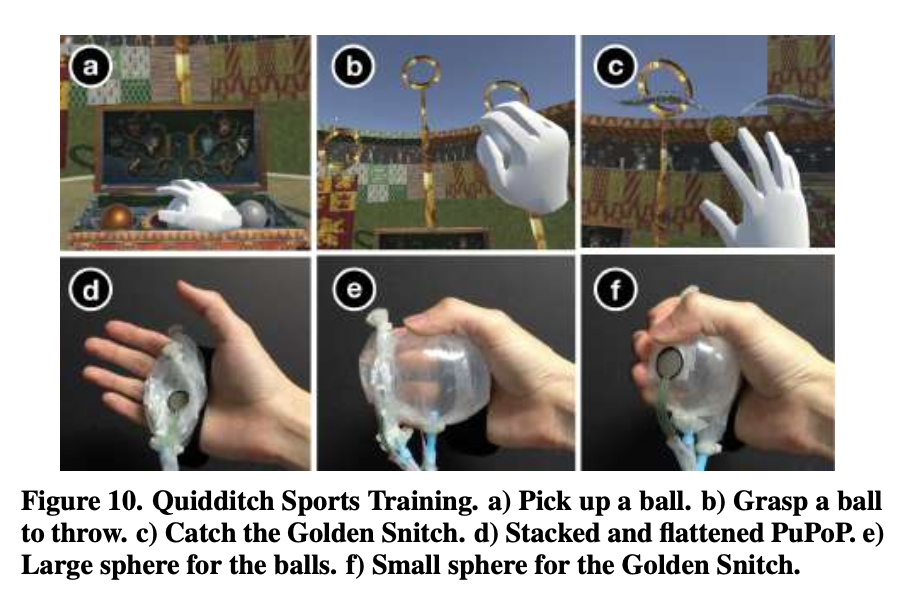 a
b
c
d
e
f
Figure 10. Quidditch Sports Training. a) Pick up a ball. b) Grasp a ball
to throw. c) Catch the Golden Snitch. d) Stacked and flattened PuPoP. e)
Large sphere for the balls. f) Small sphere for the Golden Snitch.